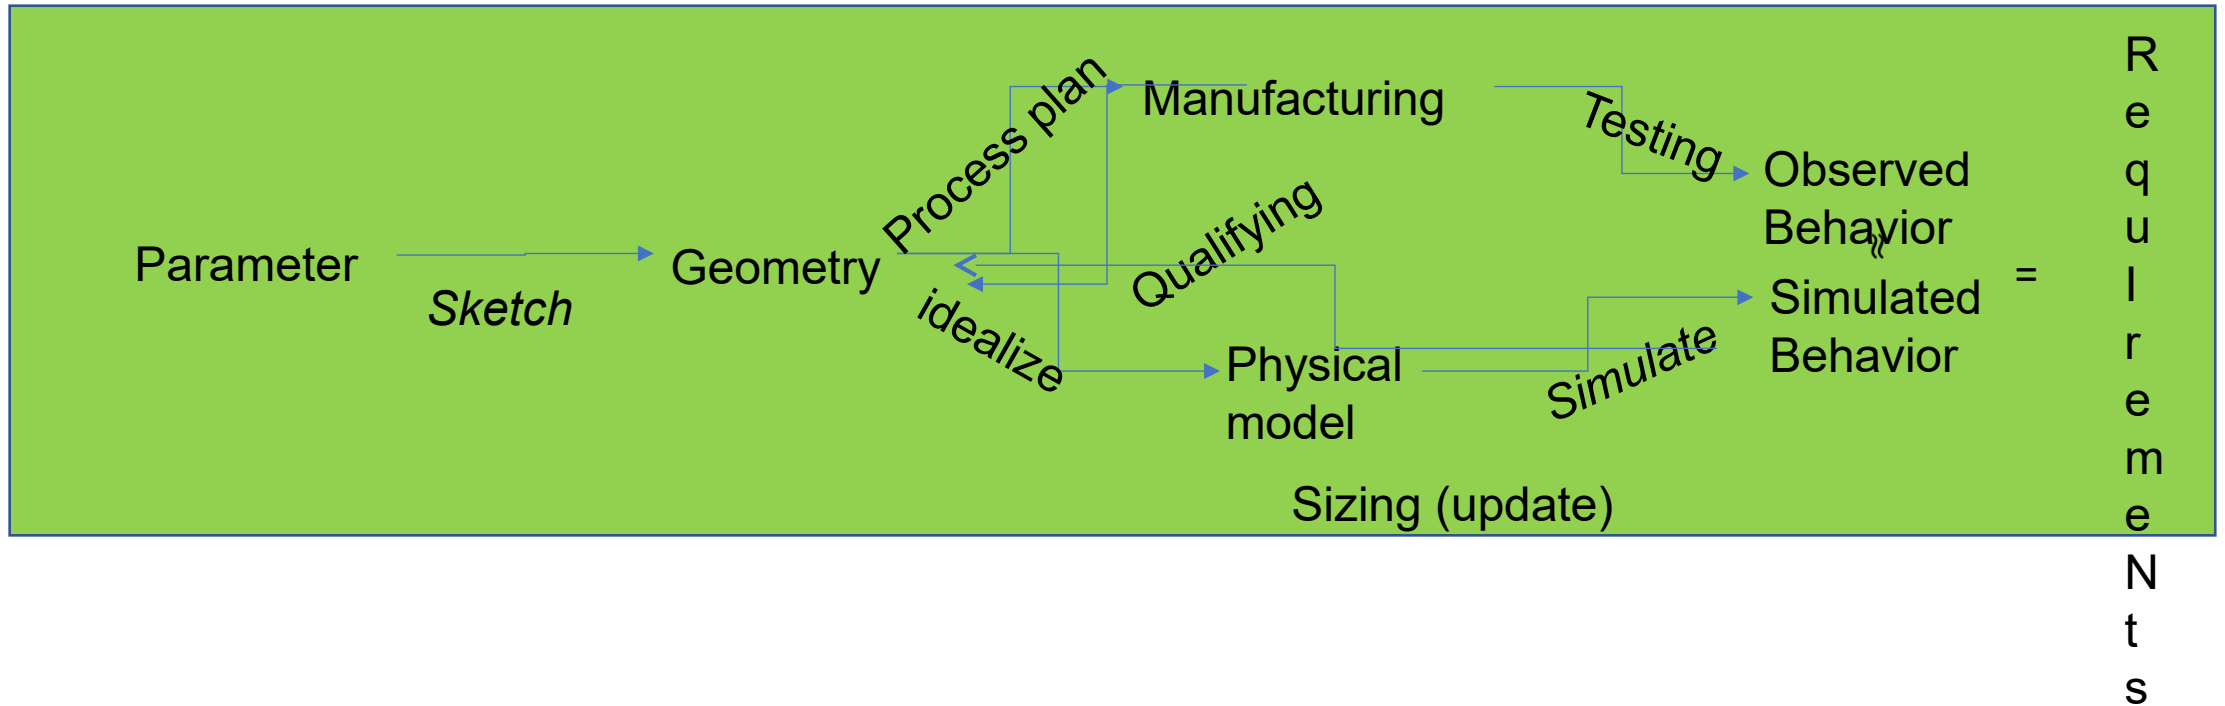 Parameter
Sketch
Geometry
Process plan
idealize
Manufacturing
Qualifying
Physical
model
Testing
Simulate
Observed
Behavior
≈
Simulated
Behavior
=
Sizing (update)
R
e
q
u
I
r
e
m
e
N
t
s